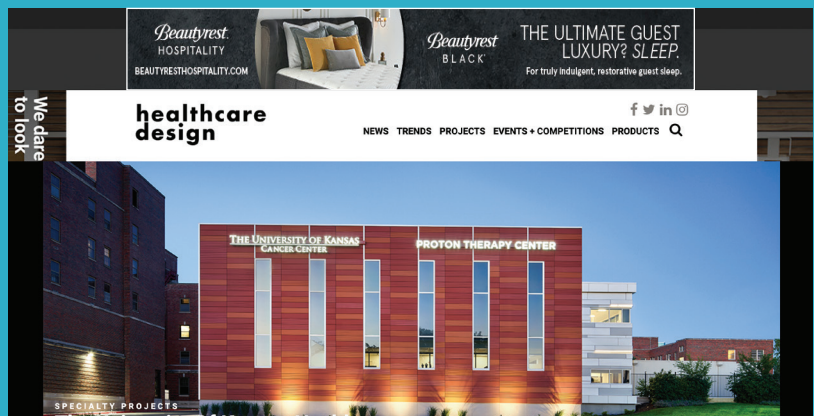 Beautyrest.
HOSPITALITY
BEAUTYRESTHOSPITALITY.COM
Beautyrest
BLACK
THE ULTIMATE GUEST
LUXURY? SLEEP.
For truly indulgent, restorative guest sleep.
We dare
to look
healthcare
design
NEWS TRENDS PROJECTS EVENTS + COMPETITIONS PRODUCTS
THE UNIVERSITY OF KANSAS
CANCER CENTER
PROTON THERAPY CENTER
SPECIALTY PROJECTS